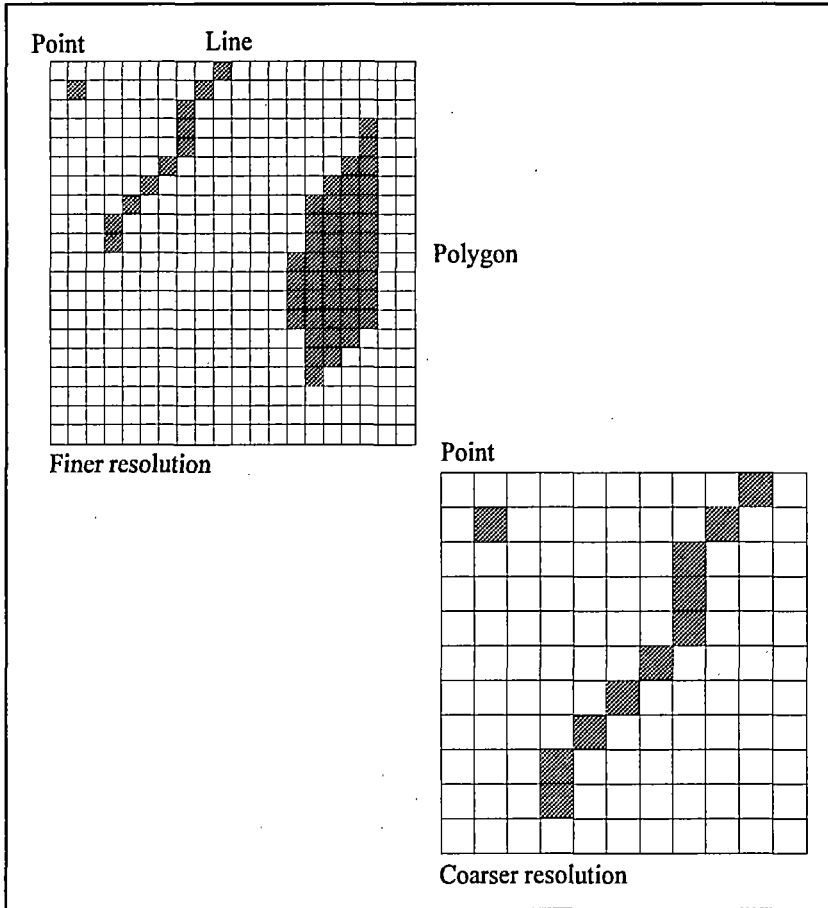 Point Line
Polygon
Finer resolution
Point
Coarser resolution